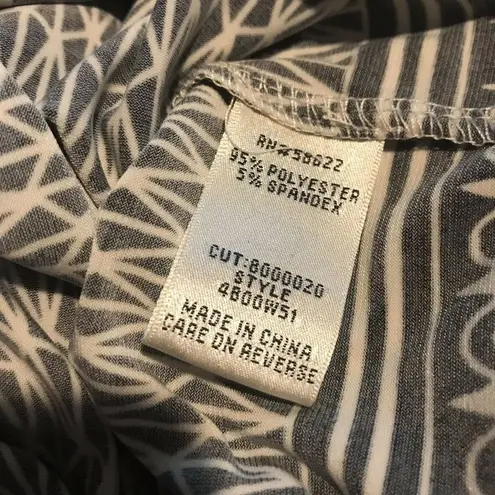 RN#58622
95% POLYESTER
5% SPANDEX
CUT:8000020
STYLE
4B00W51
MADE IN CHINA
CARE ON REVERSE